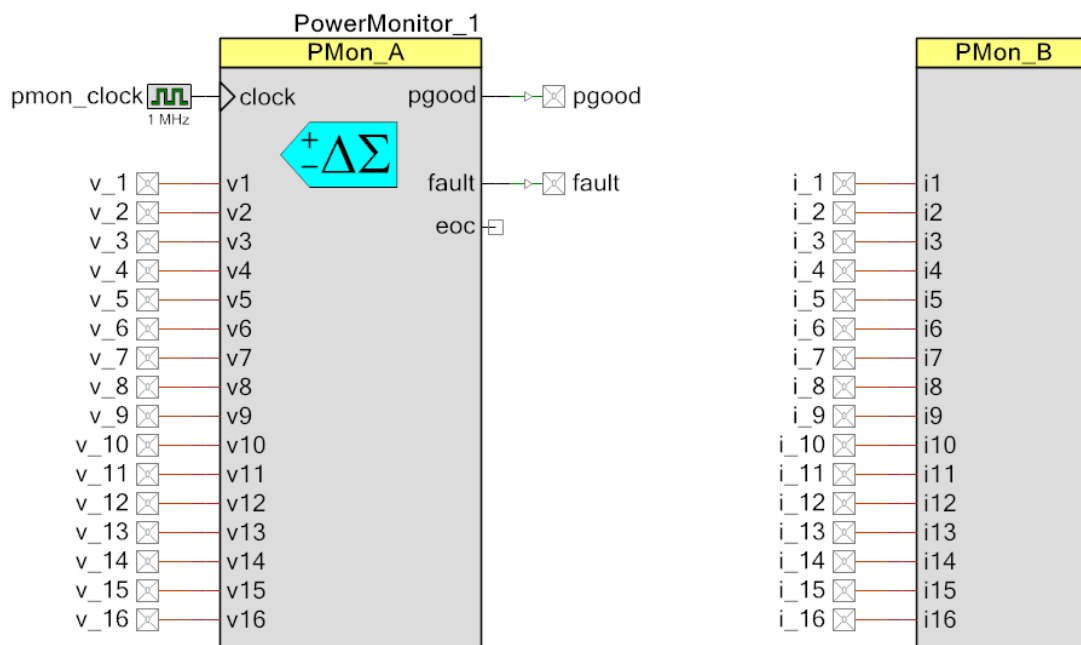 PowerMonitor_1
PMon_A
PMon_B
pmon_clock
1 MHz
clock
pgood
pgood
+
−ΔΣ
fault
fault
eoc
v_1 v1
v_2 v2
v_3 v3
v_4 v4
v_5 v5
v_6 v6
v_7 v7
v_8 v8
v_9 v9
v_10 v10
v_11 v11
v_12 v12
v_13 v13
v_14 v14
v_15 v15
v_16 v16
i_1 i1
i_2 i2
i_3 i3
i_4 i4
i_5 i5
i_6 i6
i_7 i7
i_8 i8
i_9 i9
i_10 i10
i_11 i11
i_12 i12
i_13 i13
i_14 i14
i_15 i15
i_16 i16